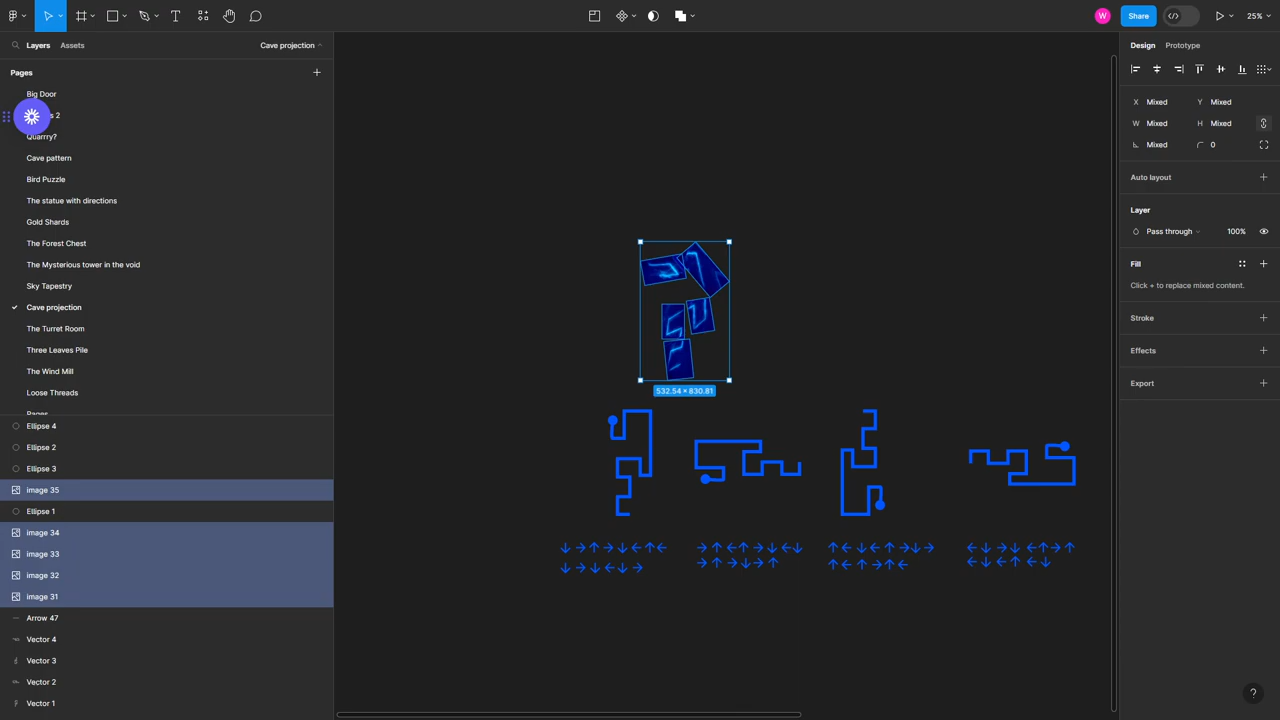 W
Share
25%
Layers
Assets
Cave projection
Design
Prototype
Pages
Big Door
s 2
Quarrry?
Cave pattern
Bird Puzzle
The statue with directions
Gold Shards
The Forest Chest
The Mysterious tower in the void
Sky Tapestry
Cave projection
The Turret Room
Three Leaves Pile
The Wind Mill
Loose Threads
Pages
Ellipse 4
Ellipse 2
Ellipse 3
image 35
Ellipse 1
image 34
image 33
image 32
image 31
Arrow 47
Vector 4
Vector 3
Vector 2
Vector 1
532.54 × 830.81
↓→↑→↓←↑←
↓→↓←↓→
→↑←↑→↓←↓
→↑→↓→↑
↑←↓←↑→↓→
↑←↑→↑←
←↓→↓←↑→↑
←↓←↑←↓
X Mixed Y Mixed
W Mixed H Mixed
Mixed 0
Auto layout
Layer
Pass through 100%
Fill
Click + to replace mixed content.
Stroke
Effects
Export
?